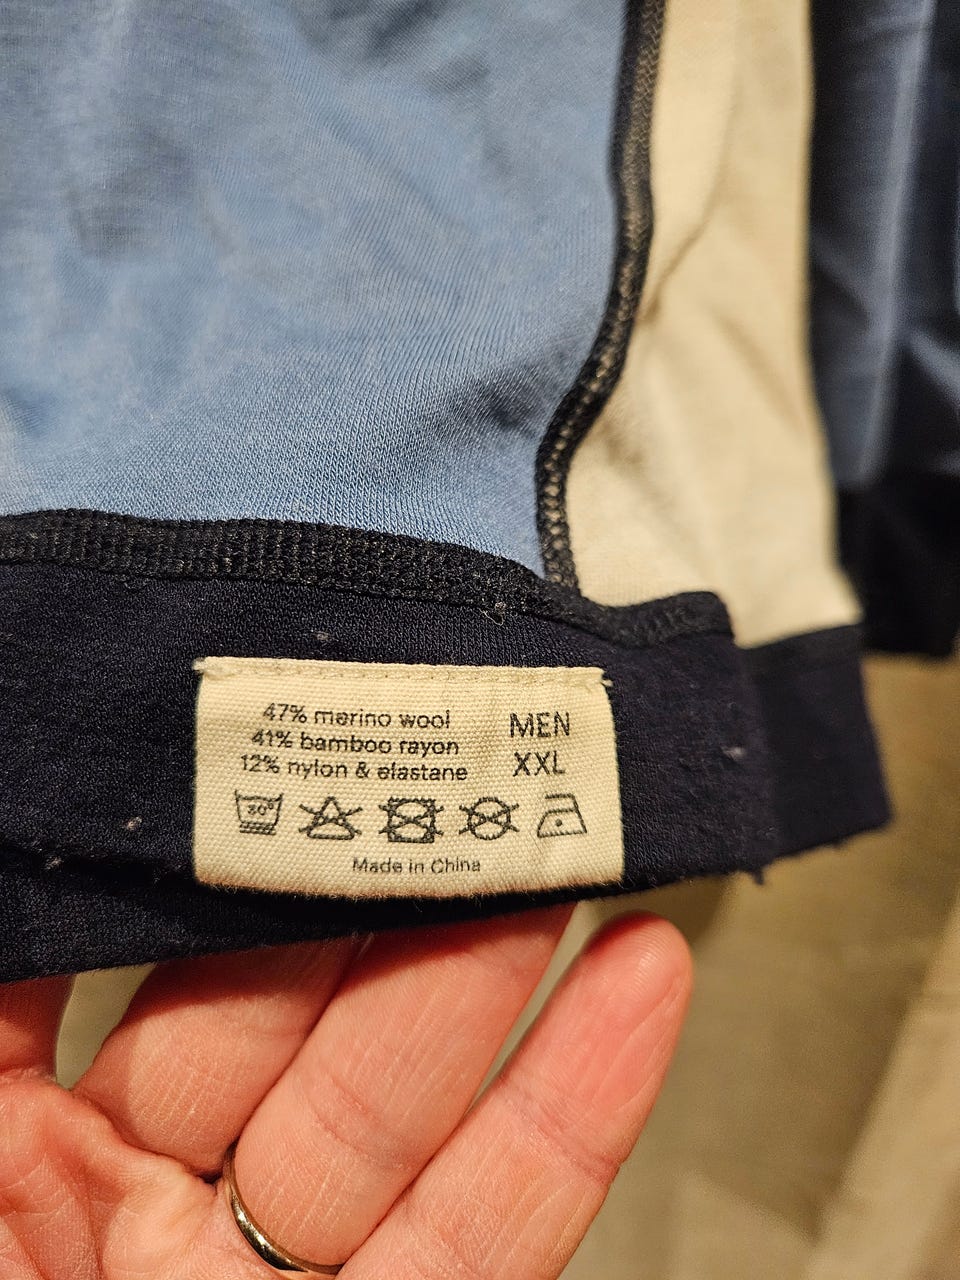 47% merino wool
41% bamboo rayon
12% nylon & elastane
MEN
XXL
30°
Made in China